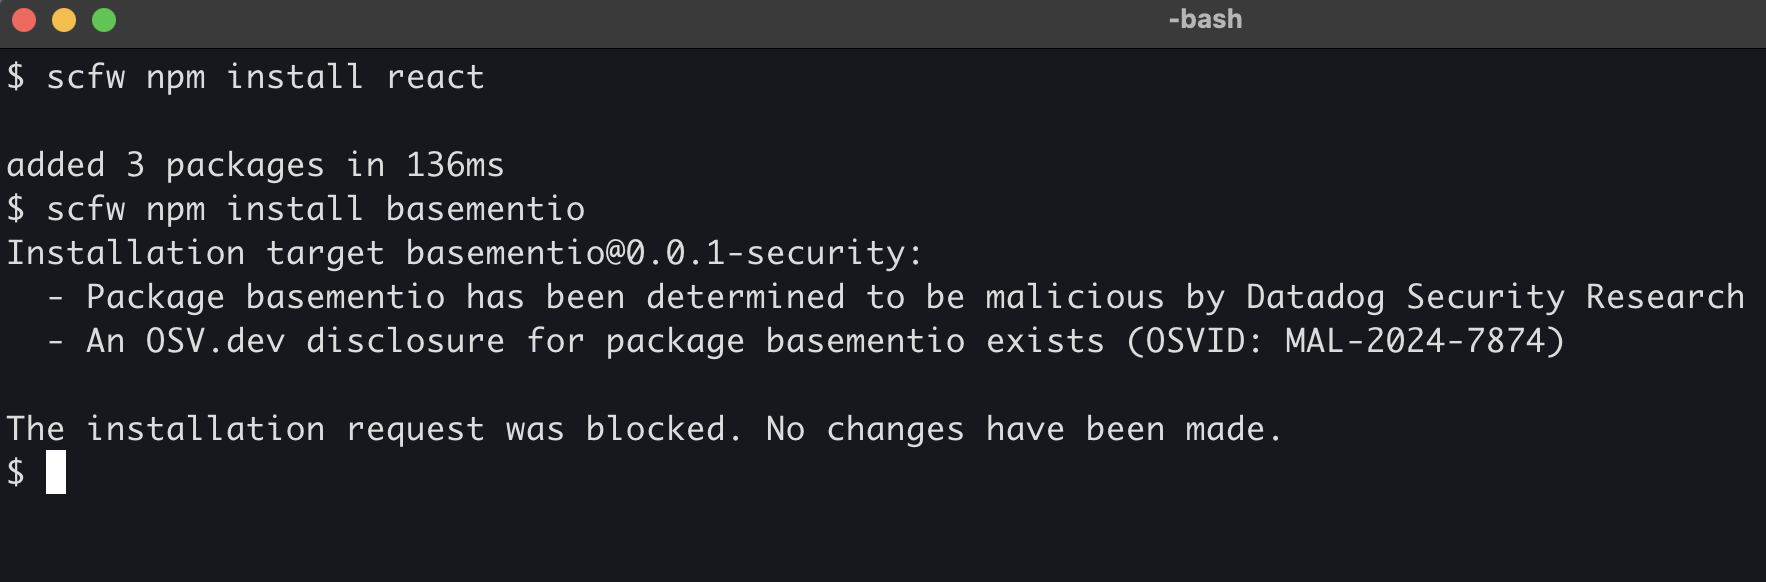 -bash
$ scfw npm install react
added 3 packages in 136ms
$ scfw npm install basementio
Installation target basementio@0.0.1-security:
  - Package basementio has been determined to be malicious by Datadog Security Research
  - An OSV.dev disclosure for package basementio exists (OSVID: MAL-2024-7874)
The installation request was blocked. No changes have been made.
$